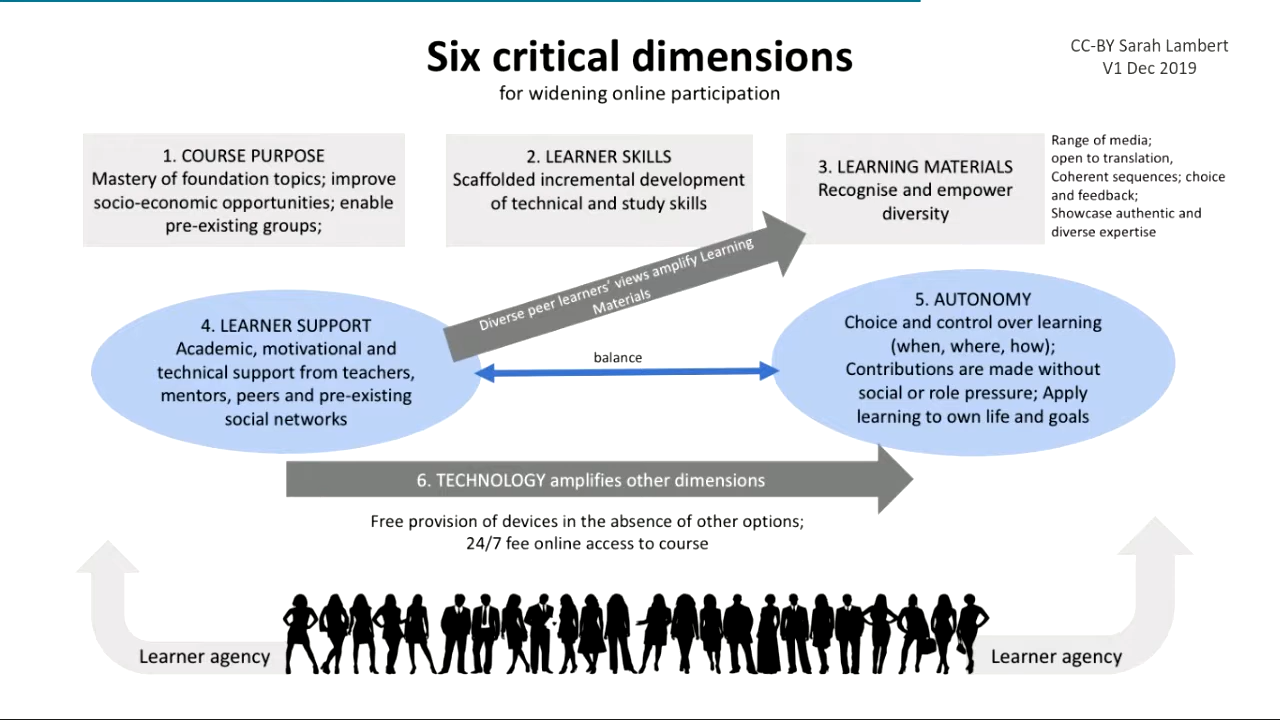 Six critical dimensions
for widening online participation
CC-BY Sarah Lambert
V1 Dec 2019
1. COURSE PURPOSE
Mastery of foundation topics; improve
socio-economic opportunities; enable
pre-existing groups;
2. LEARNER SKILLS
Scaffolded incremental development
of technical and study skills
3. LEARNING MATERIALS
Recognise and empower
diversity
Range of media;
open to translation,
Coherent sequences; choice
and feedback;
Showcase authentic and
diverse expertise
Diverse peer learners' views amplify Learning
Materials
4. LEARNER SUPPORT
Academic, motivational and
technical support from teachers,
mentors, peers and pre-existing
social networks
balance
5. AUTONOMY
Choice and control over learning
(when, where, how);
Contributions are made without
social or role pressure; Apply
learning to own life and goals
6. TECHNOLOGY amplifies other dimensions
Free provision of devices in the absence of other options;
24/7 fee online access to course
Learner agency
Learner agency